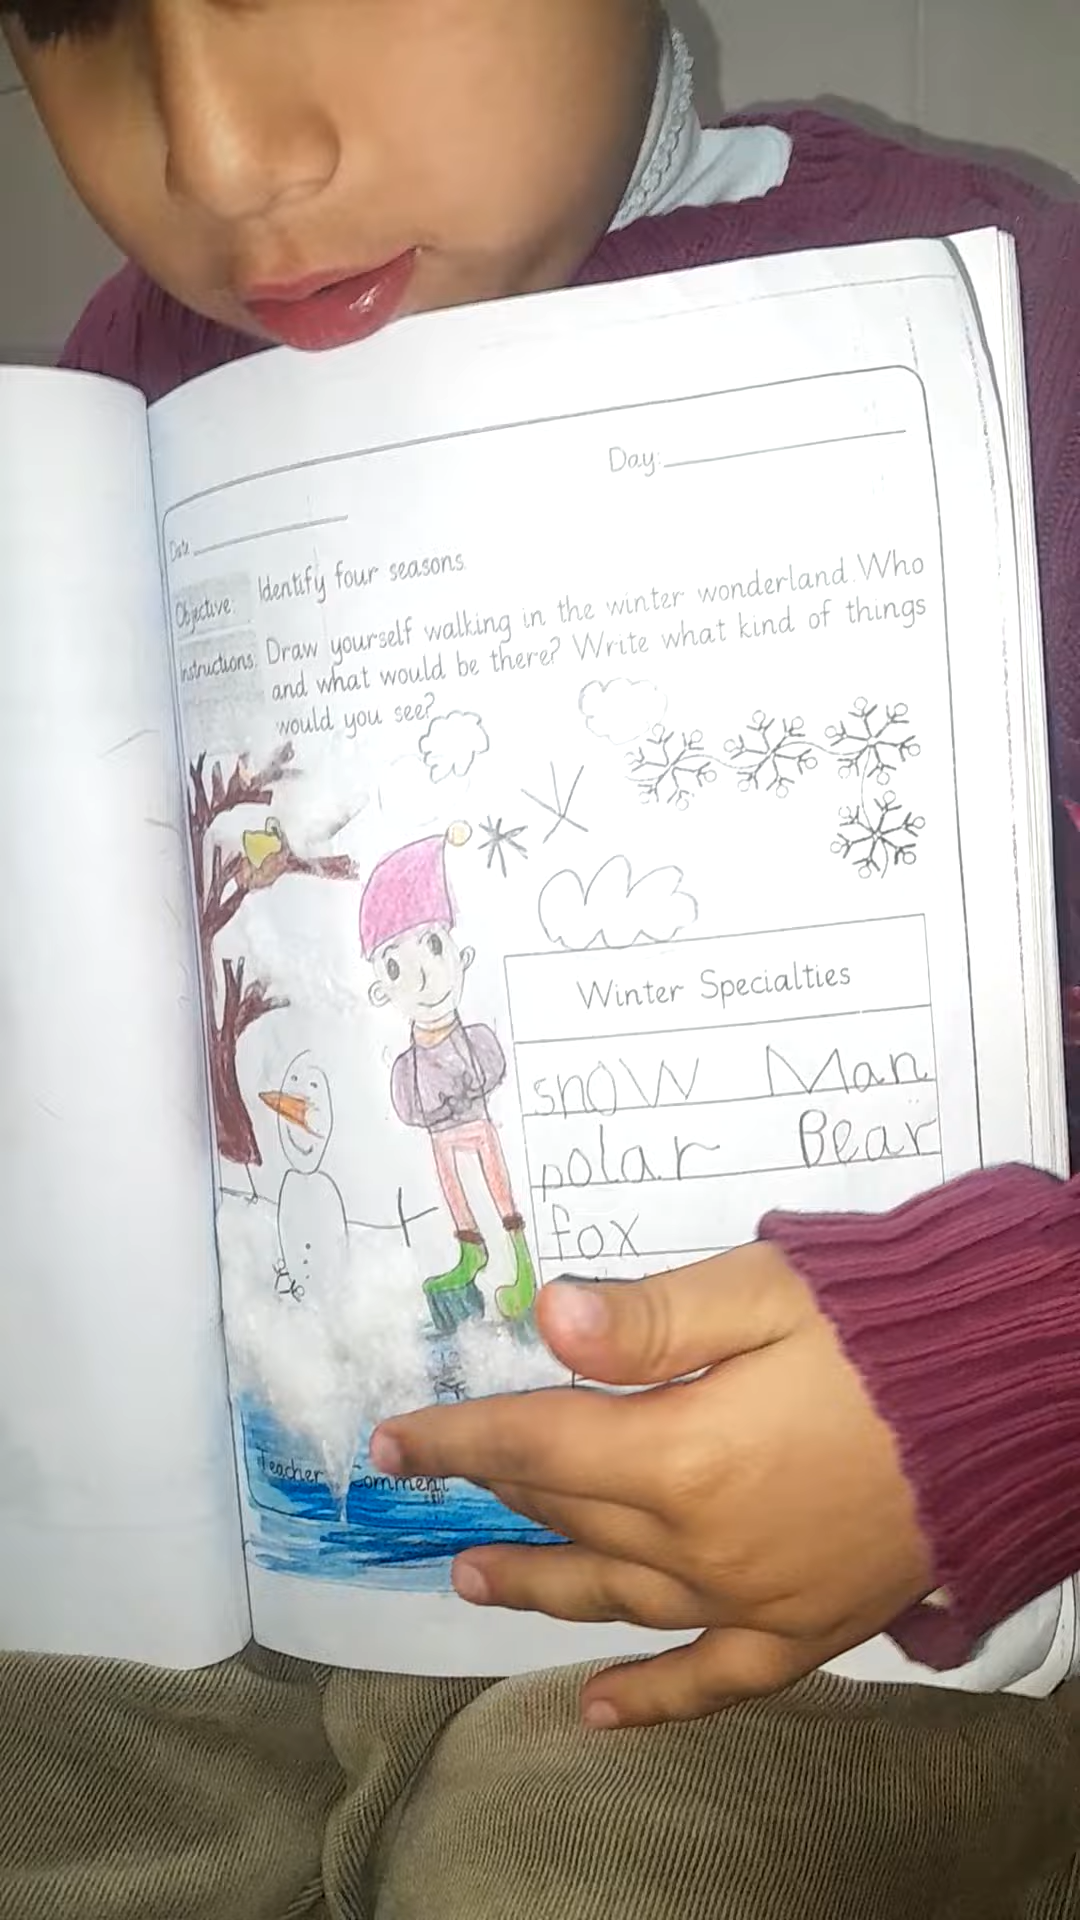 Day:
Date
Objective: Identify four seasons.
Instructions: Draw yourself walking in the winter wonderland. Who
and what would be there? Write what kind of things
would you see?
Winter Specialties
snow Man
polar Bear
fox
Teacher Comment